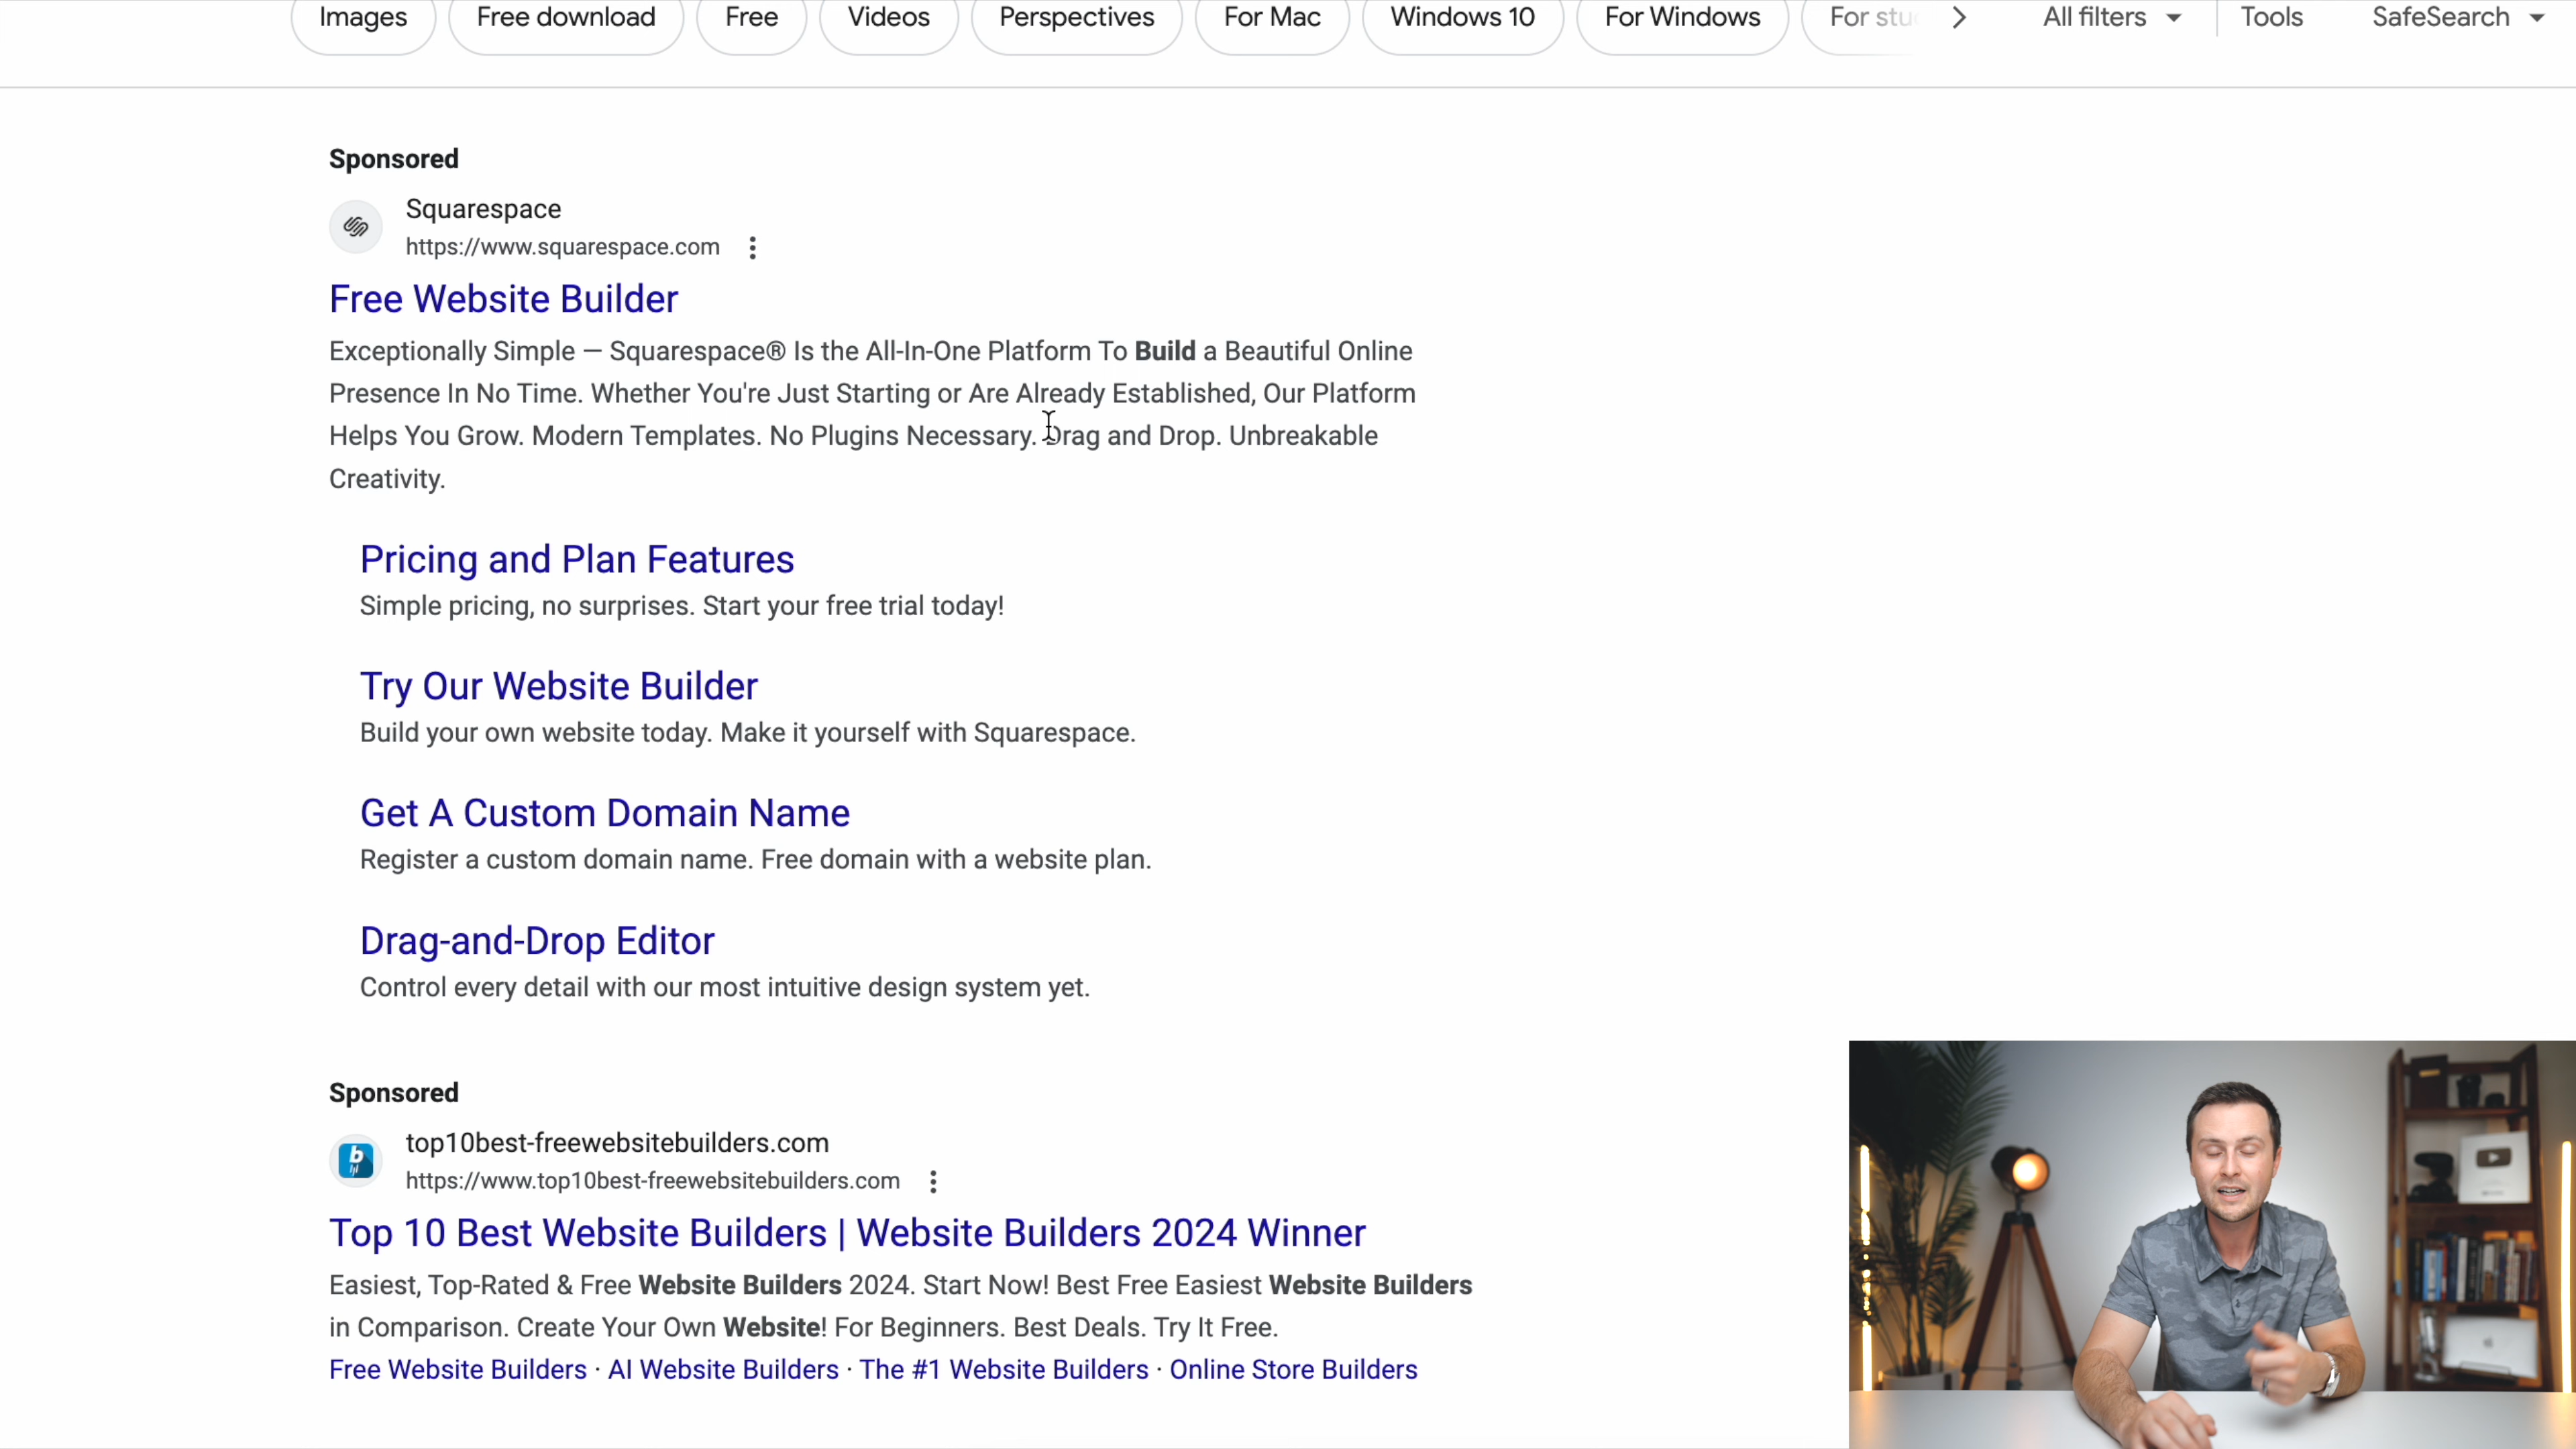 Images Free download Free Videos Perspectives For Mac Windows 10 For Windows For stu All filters Tools SafeSearch
Sponsored
Squarespace
https://www.squarespace.com
Free Website Builder
Exceptionally Simple — Squarespace® Is the All-In-One Platform To Build a Beautiful Online
Presence In No Time. Whether You're Just Starting or Are Already Established, Our Platform
Helps You Grow. Modern Templates. No Plugins Necessary. Drag and Drop. Unbreakable
Creativity.
Pricing and Plan Features
Simple pricing, no surprises. Start your free trial today!
Try Our Website Builder
Build your own website today. Make it yourself with Squarespace.
Get A Custom Domain Name
Register a custom domain name. Free domain with a website plan.
Drag-and-Drop Editor
Control every detail with our most intuitive design system yet.
Sponsored
top10best-freewebsitebuilders.com
https://www.top10best-freewebsitebuilders.com
Top 10 Best Website Builders | Website Builders 2024 Winner
Easiest, Top-Rated & Free Website Builders 2024. Start Now! Best Free Easiest Website Builders
in Comparison. Create Your Own Website! For Beginners. Best Deals. Try It Free.
Free Website Builders · AI Website Builders · The #1 Website Builders · Online Store Builders